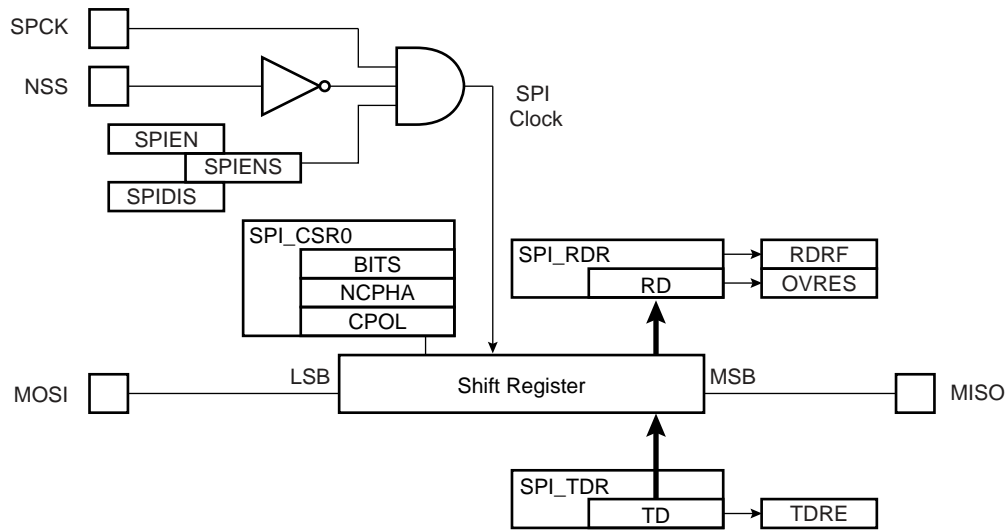 SPCK
NSS
SPI
Clock
SPIEN
SPIENS
SPIDIS
SPI_CSR0
BITS
NCPHA
CPOL
SPI_RDR
RD
RDRF
OVRES
MOSI
LSB
Shift Register
MSB
MISO
SPI_TDR
TD
TDRE